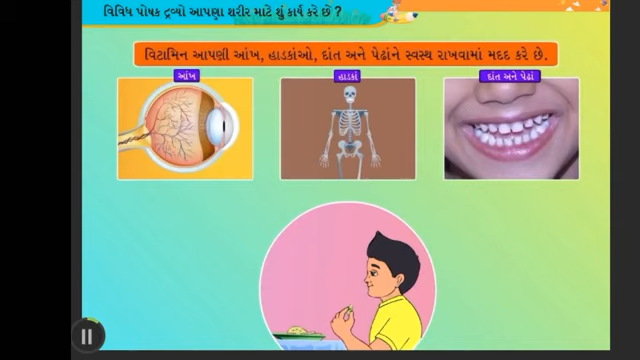 વિવિધ પોષક દ્રવ્યો આપણા શરીર માટે શું કાર્ય કરે છે ?
વિટામિન આપણી આંખ, હાડકાંઓ, દાંત અને પેઢાંને સ્વસ્થ રાખવામાં મદદ કરે છે.
આંખ
હાડકાં
દાંત અને પેઢાં